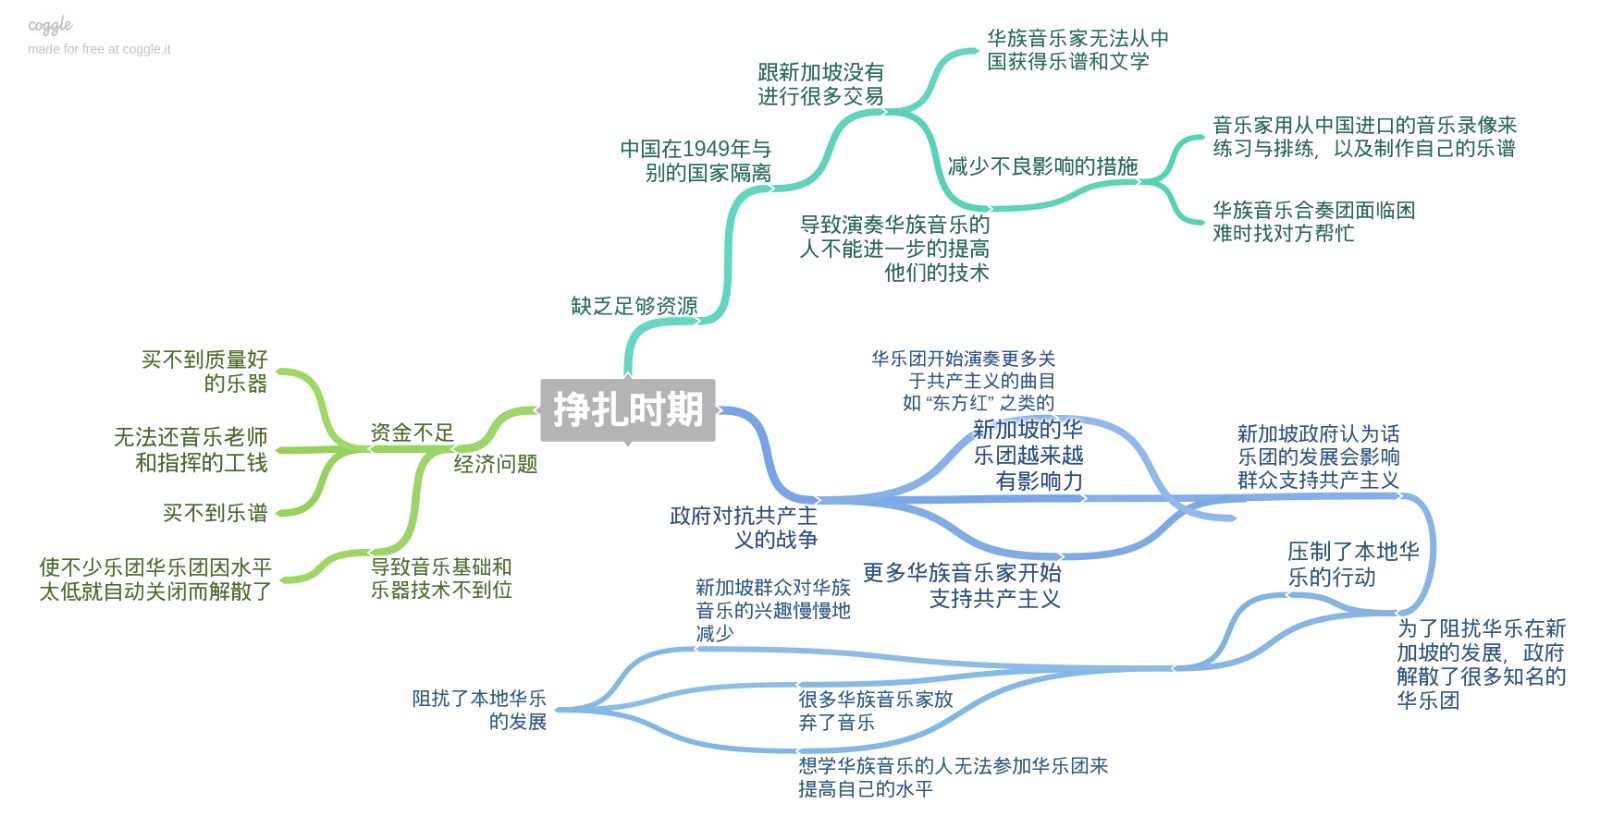 coggle
made for free at coggle.it
华族音乐家无法从中
国获得乐谱和文学
跟新加坡没有
进行很多交易
音乐家用从中国进口的音乐录像来
练习与排练，以及制作自己的乐谱
中国在1949年与
别的国家隔离
减少不良影响的措施
华族音乐合奏团面临困
难时找对方帮忙
导致演奏华族音乐的
人不能进一步的提高
他们的技术
缺乏足够资源
挣扎时期
买不到质量好
的乐器
无法还音乐老师
和指挥的工钱
买不到乐谱
资金不足
经济问题
使不少乐团华乐团因水平
太低就自动关闭而解散了
导致音乐基础和
乐器技术不到位
华乐团开始演奏更多关
于共产主义的曲目
如 “东方红” 之类的
新加坡的华
乐团越来越
有影响力
新加坡政府认为话
乐团的发展会影响
群众支持共产主义
政府对抗共产主
义的战争
更多华族音乐家开始
支持共产主义
压制了本地华
乐的行动
为了阻扰华乐在新
加坡的发展，政府
解散了很多知名的
华乐团
新加坡群众对华族
音乐的兴趣慢慢地
减少
很多华族音乐家放
弃了音乐
阻扰了本地华乐
的发展
想学华族音乐的人无法参加华乐团来
提高自己的水平